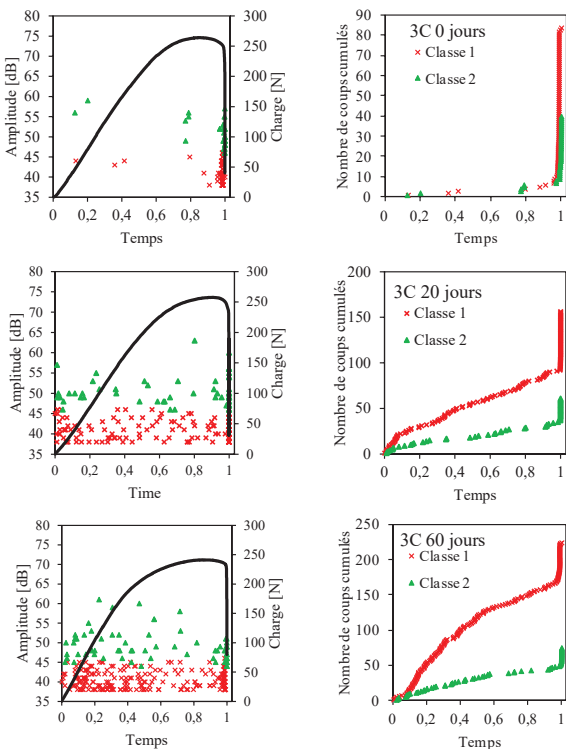 Amplitude [dB]
80
75
70
65
60
55
50
45
40
35
0 0,2 0,4 0,6 0,8 1
Temps
300
250
200
150
100
50
0
Charge [N]
3C 0 jours
Classe 1
Classe 2
Nombre de coups cumulés
90
80
70
60
50
40
30
20
10
0
0 0,2 0,4 0,6 0,8 1
Temps
Amplitude [dB]
80
75
70
65
60
55
50
45
40
35
0 0,2 0,4 0,6 0,8 1
Time
300
250
200
150
100
50
0
Charge [N]
3C 20 jours
Classe 1
Classe 2
Nombre de coups cumulés
200
150
100
50
0
0 0,2 0,4 0,6 0,8 1
Temps
Amplitude [dB]
80
75
70
65
60
55
50
45
40
35
0 0,2 0,4 0,6 0,8 1
Temps
300
250
200
150
100
50
0
Charge [N]
3C 60 jours
Classe 1
Classe 2
Nombre de coups cumulés
250
200
150
100
50
0
0 0,2 0,4 0,6 0,8 1
Temps